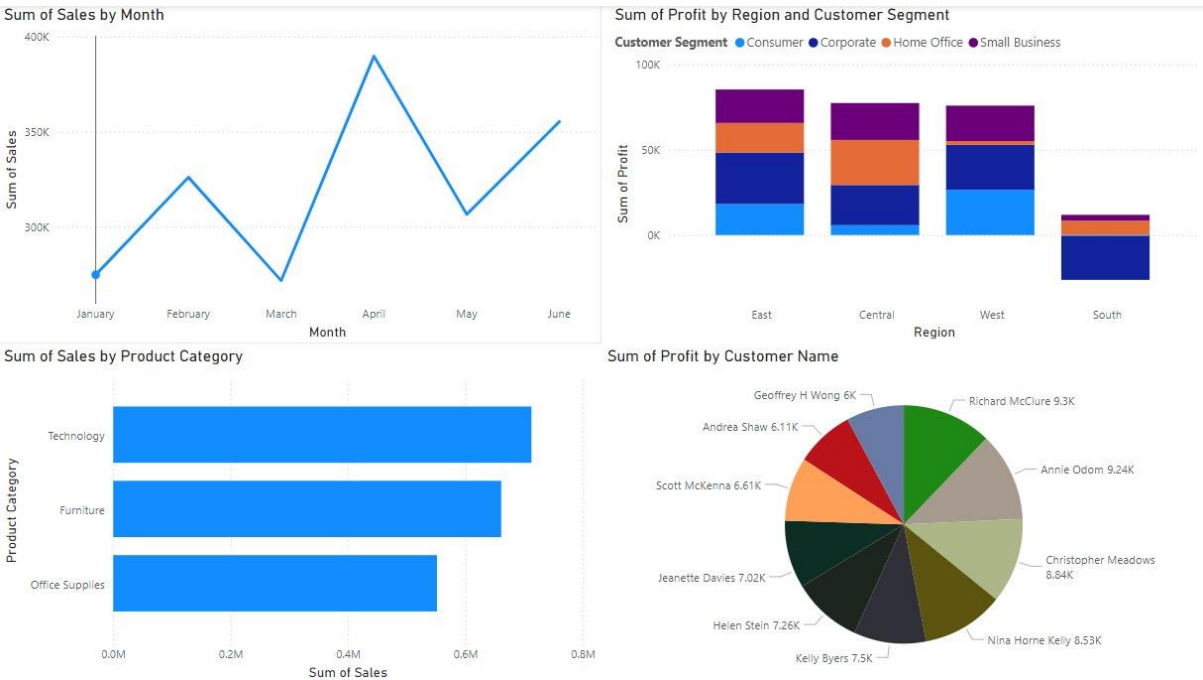 Sum of Sales by Month
400K
350K
300K
Sum of Sales
January February March April May June
Month
Sum of Profit by Region and Customer Segment
Customer Segment Consumer Corporate Home Office Small Business
100K
50K
0K
Sum of Profit
East Central West South
Region
Sum of Sales by Product Category
Product Category
Technology
Furniture
Office Supplies
0.0M 0.2M 0.4M 0.6M 0.8M
Sum of Sales
Sum of Profit by Customer Name
Geoffrey H Wong 6K
Richard McClure 9.3K
Andrea Shaw 6.11K
Annie Odom 9.24K
Scott McKenna 6.61K
Christopher Meadows
8.84K
Jeanette Davies 7.02K
Helen Stein 7.26K
Nina Horne Kelly 8.53K
Kelly Byers 7.5K